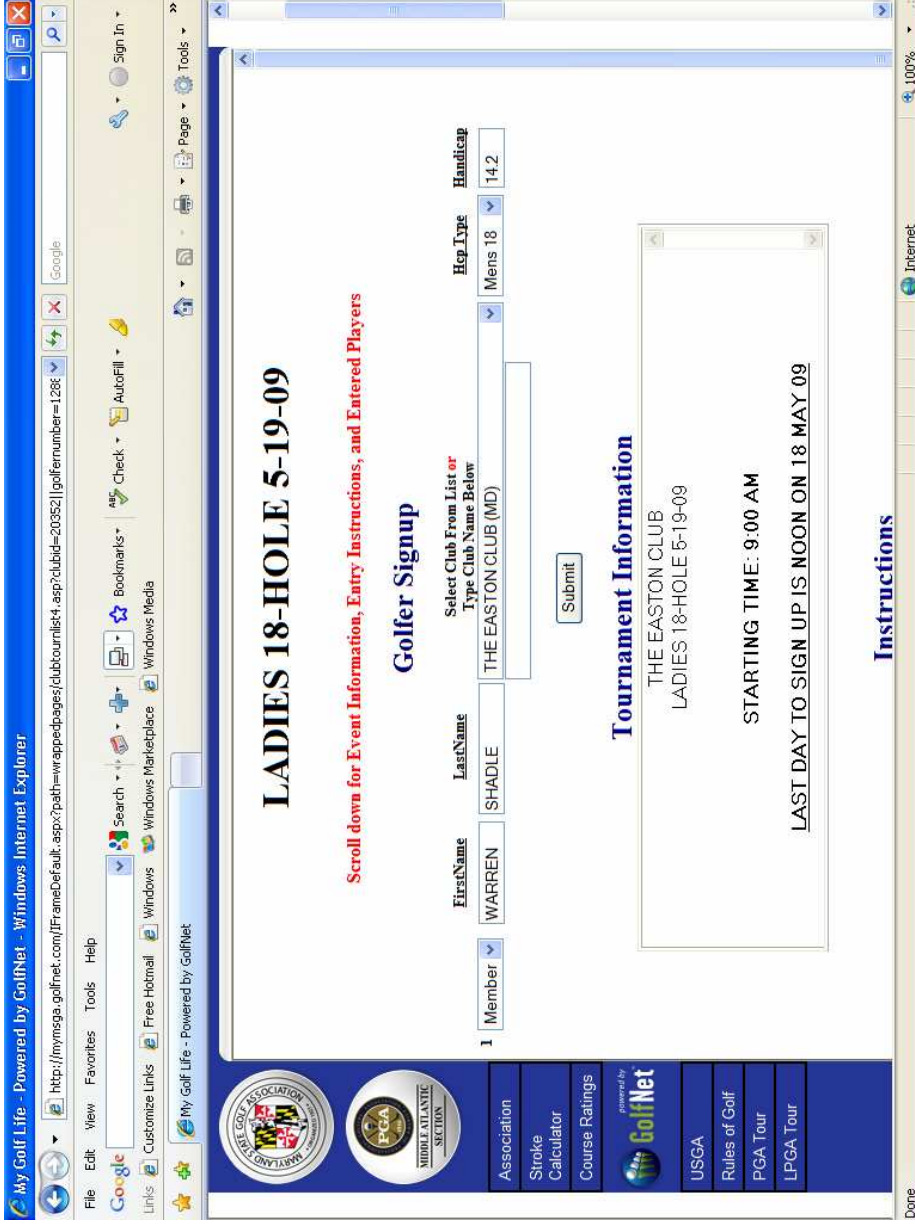 My Golf Life - Powered by GolfNet - Windows Internet Explorer
http://mymsga.golfnet.com/IFrameDefault.aspx?path=wrappedpages/clubtournlist4.asp?clubid=20352||golfernumber=1286
Google
File Edit View Favorites Tools Help
Google Search Bookmarks ABC Check AutoFill Sign In
Links Customize Links Free Hotmail Windows Windows Marketplace Windows Media
My Golf Life - Powered by GolfNet
Page Tools
MARYLAND STATE GOLF ASSOCIATION
PGA
MIDDLE ATLANTIC
SECTION
Association
Stroke
Calculator
Course Ratings
powered by
GolfNet
USGA
Rules of Golf
PGA Tour
LPGA Tour
LADIES 18-HOLE 5-19-09
Scroll down for Event Information, Entry Instructions, and Entered Players
Golfer Signup
FirstName LastName Select Club From List or
Type Club Name Below Hcp Type Handicap
1 Member WARREN SHADLE THE EASTON CLUB (MD) Mens 18 14.2
Submit
Tournament Information
THE EASTON CLUB
LADIES 18-HOLE 5-19-09
STARTING TIME: 9:00 AM
LAST DAY TO SIGN UP IS NOON ON 18 MAY 09
Instructions
Done Internet 100%